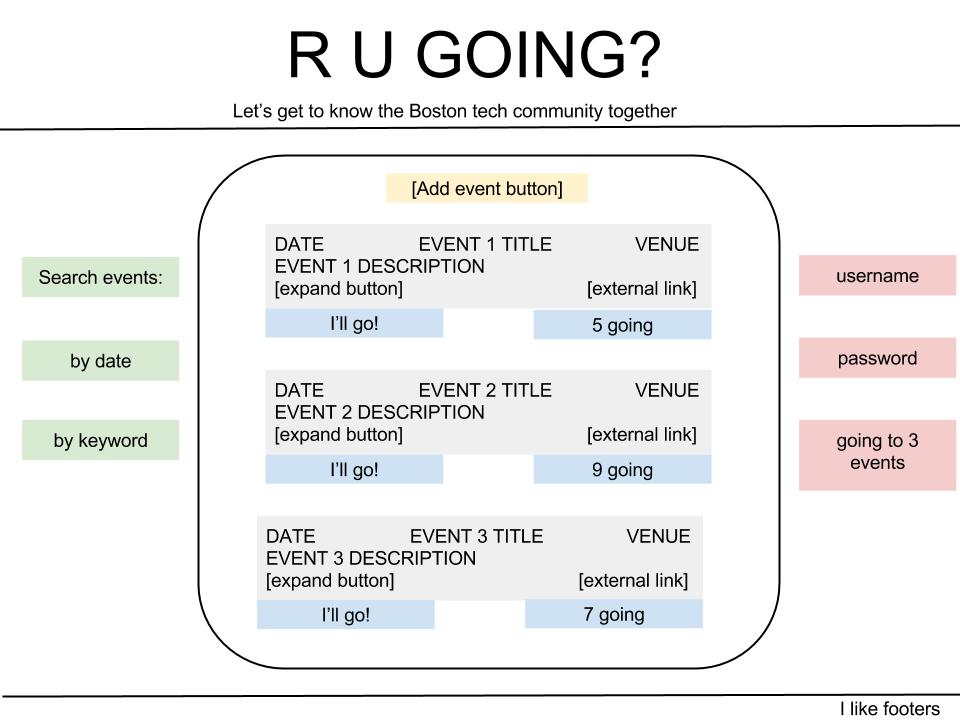 R U GOING?
Let's get to know the Boston tech community together
[Add event button]
Search events:
by date
by keyword
DATE EVENT 1 TITLE VENUE
EVENT 1 DESCRIPTION
[expand button] [external link]
I'll go! 5 going
DATE EVENT 2 TITLE VENUE
EVENT 2 DESCRIPTION
[expand button] [external link]
I'll go! 9 going
DATE EVENT 3 TITLE VENUE
EVENT 3 DESCRIPTION
[expand button] [external link]
I'll go! 7 going
username
password
going to 3
events
I like footers